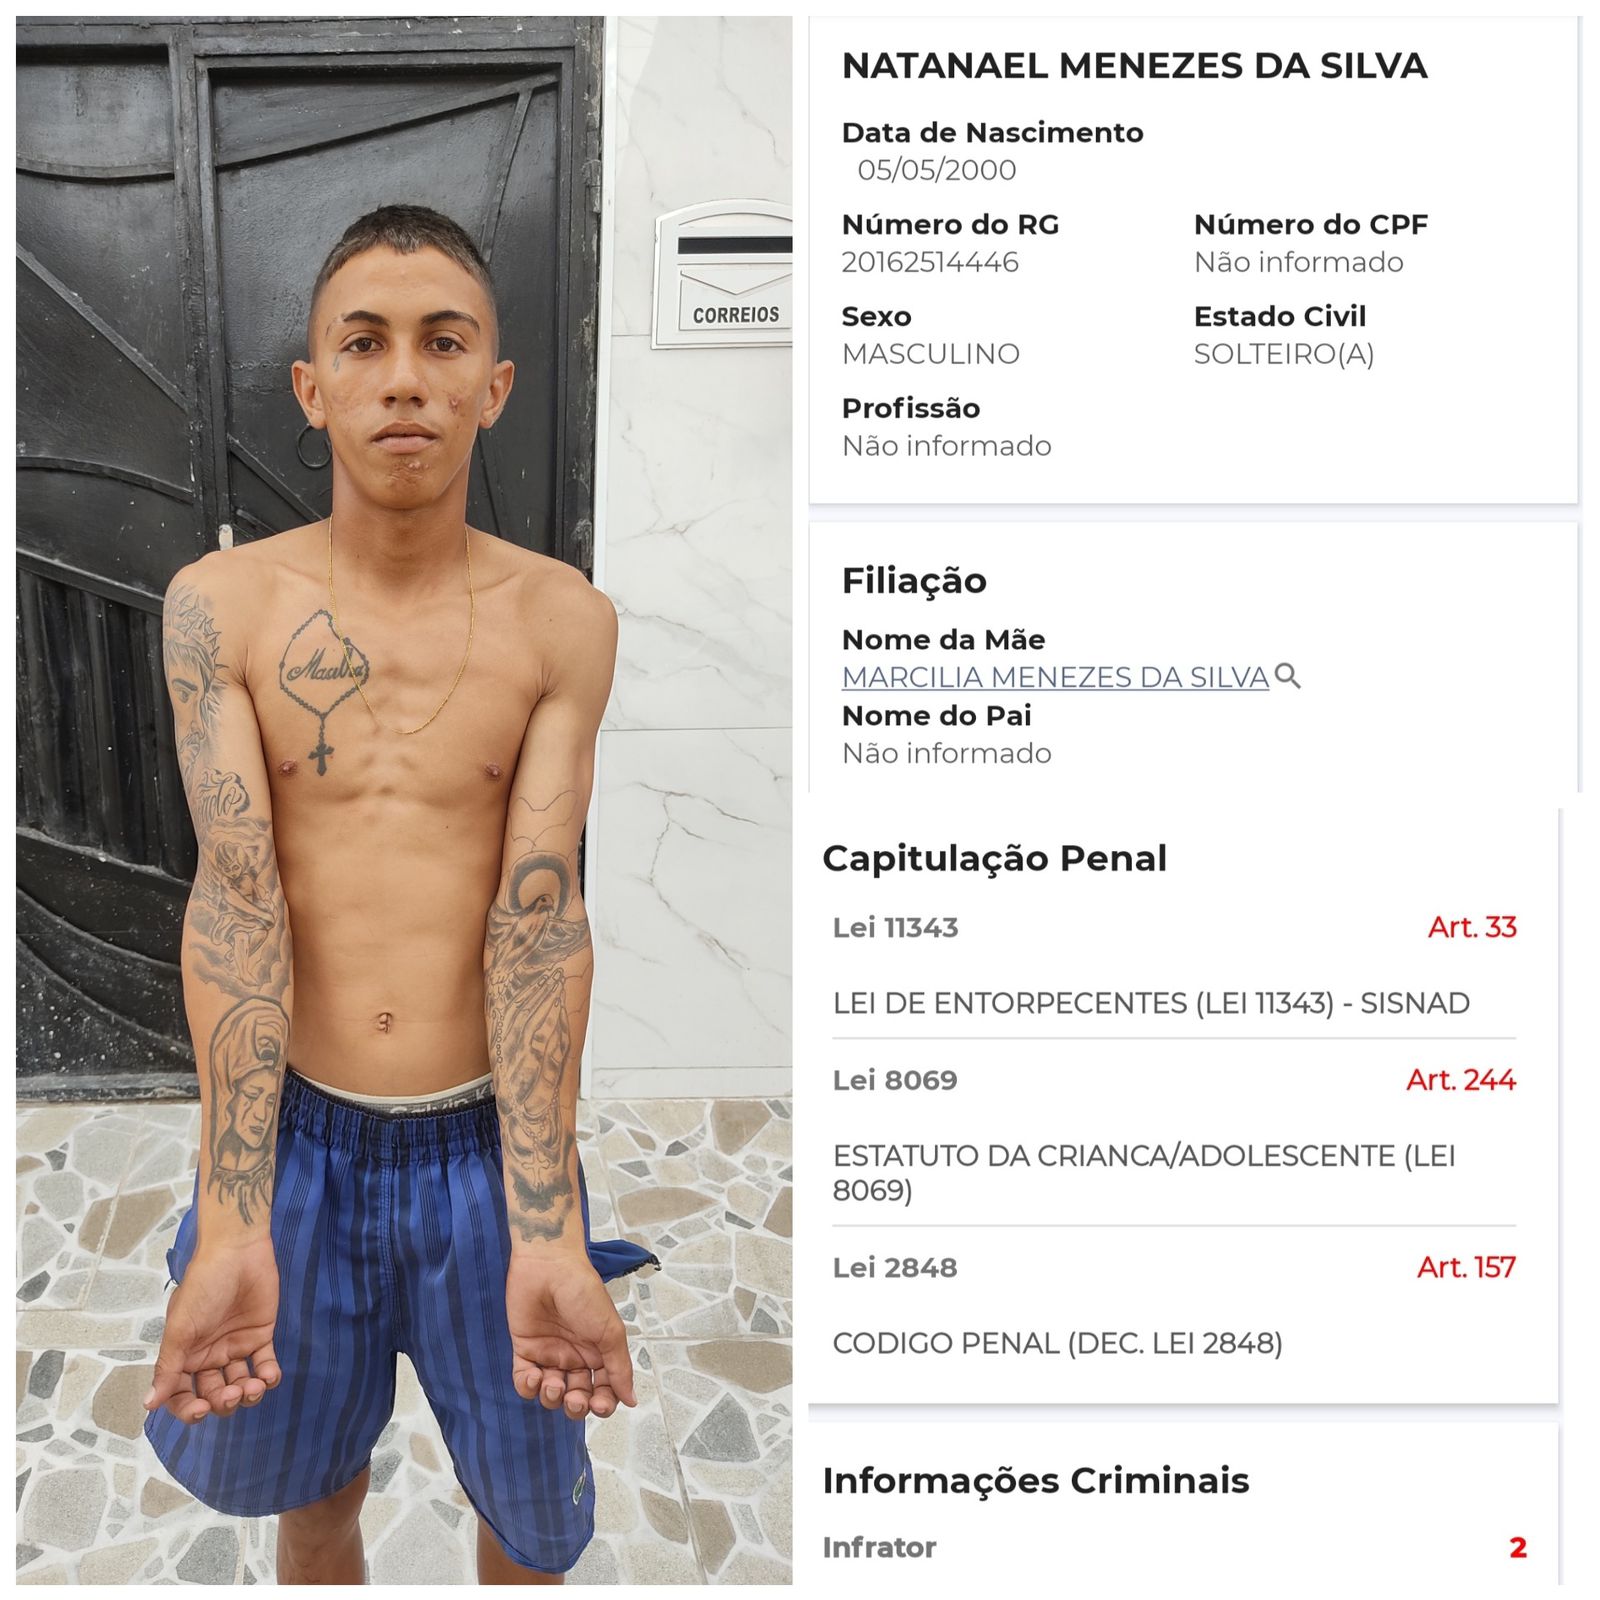 CORREIOS
NATANAEL MENEZES DA SILVA
Data de Nascimento
05/05/2000
Número do RG
20162514446
Número do CPF
Não informado
Sexo
MASCULINO
Estado Civil
SOLTEIRO(A)
Profissão
Não informado
Filiação
Nome da Mãe
MARCILIA MENEZES DA SILVA
Nome do Pai
Não informado
Capitulação Penal
Lei 11343 Art. 33
LEI DE ENTORPECENTES (LEI 11343) - SISNAD
Lei 8069 Art. 244
ESTATUTO DA CRIANCA/ADOLESCENTE (LEI
8069)
Lei 2848 Art. 157
CODIGO PENAL (DEC. LEI 2848)
Informações Criminais
Infrator 2